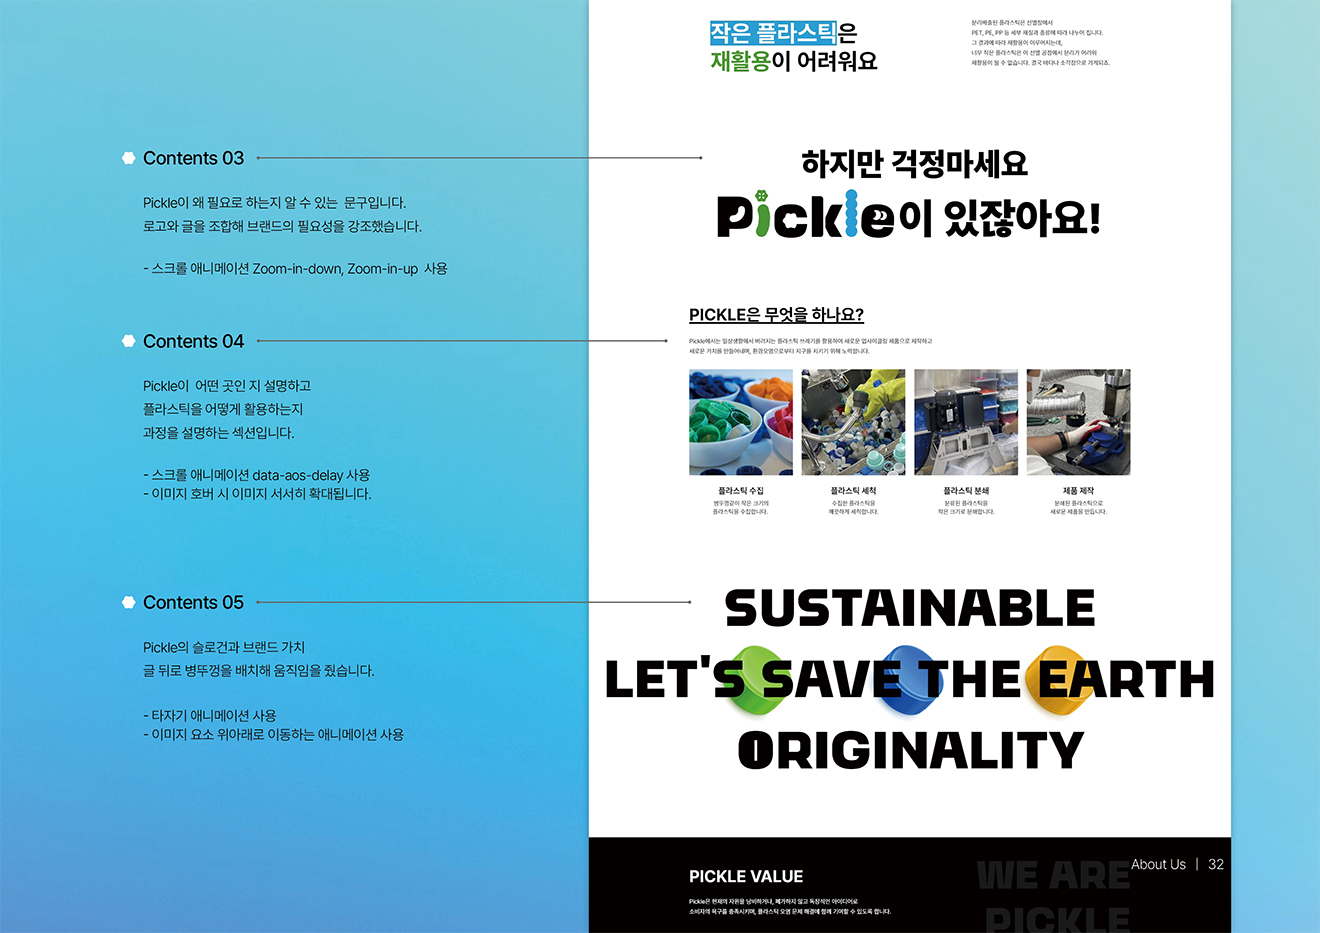 Contents 03
Pickle이 왜 필요로 하는지 알 수 있는 문구입니다.
로고와 글을 조합해 브랜드의 필요성을 강조했습니다.
- 스크롤 애니메이션 Zoom-in-down, Zoom-in-up 사용
Contents 04
Pickle이 어떤 곳인 지 설명하고
플라스틱을 어떻게 활용하는지
과정을 설명하는 섹션입니다.
- 스크롤 애니메이션 data-aos-delay 사용
- 이미지 호버 시 이미지 서서히 확대됩니다.
Contents 05
Pickle의 슬로건과 브랜드 가치
글 뒤로 병뚜껑을 배치해 움직임을 줬습니다.
- 타자기 애니메이션 사용
- 이미지 요소 위아래로 이동하는 애니메이션 사용
작은 플라스틱은
재활용이 어려워요
분리배출된 플라스틱은 선별장에서
PET, PE, PP 등 세부 재질과 종류에 따라 나누어 집니다.
그 결과에 따라 재활용이 이루어지는데,
너무 작은 플라스틱은 이 선별 공정에서 분리가 어려워
재활용이 될 수 없습니다. 결국 바다나 소각장으로 가게되죠.
하지만 걱정마세요
Pickle이 있잖아요!
PICKLE은 무엇을 하나요?
Pickle에서는 일상생활에서 버려지는 플라스틱 쓰레기를 활용하여 새로운 업사이클링 제품으로 제작하고
새로운 가치를 만들어내며, 환경오염으로부터 지구를 지키기 위해 노력합니다.
플라스틱 수집
병뚜껑같이 작은 크기의
플라스틱을 수집합니다.
플라스틱 세척
수집한 플라스틱을
깨끗하게 세척합니다.
플라스틱 분쇄
분류된 플라스틱을
작은 크기로 분쇄합니다.
제품 제작
분쇄된 플라스틱으로
새로운 제품을 만듭니다.
SUSTAINABLE
LET'S SAVE THE EARTH
ORIGINALITY
PICKLE VALUE
Pickle은 현재의 자원을 낭비하거나, 폐가하지 않고 독창적인 아이디어로
소비자의 욕구를 충족시키며, 플라스틱 오염 문제 해결에 함께 기여할 수 있도록 합니다.
WE ARE
PICKLE
About Us | 32